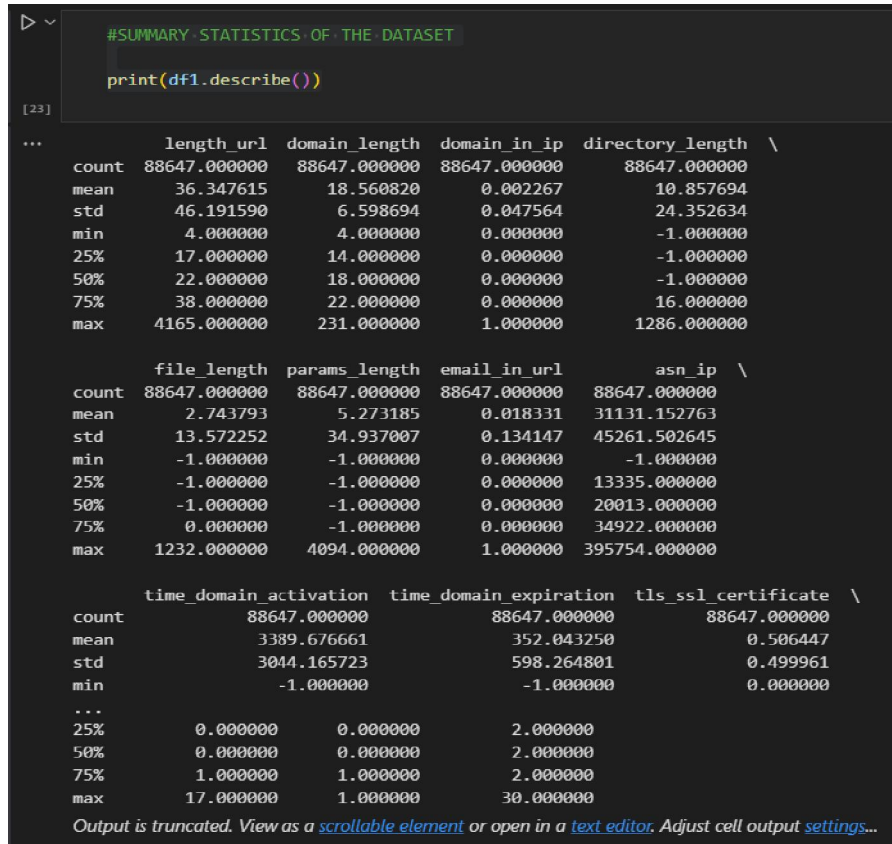 #SUMMARY STATISTICS OF THE DATASET
print(df1.describe())
[23]
... length_url domain_length domain_in_ip directory_length \
count 88647.000000 88647.000000 88647.000000 88647.000000
mean 36.347615 18.560820 0.002267 10.857694
std 46.191590 6.598694 0.047564 24.352634
min 4.000000 4.000000 0.000000 -1.000000
25% 17.000000 14.000000 0.000000 -1.000000
50% 22.000000 18.000000 0.000000 -1.000000
75% 38.000000 22.000000 0.000000 16.000000
max 4165.000000 231.000000 1.000000 1286.000000
file_length params_length email_in_url asn_ip \
count 88647.000000 88647.000000 88647.000000 88647.000000
mean 2.743793 5.273185 0.018331 31131.152763
std 13.572252 34.937007 0.134147 45261.502645
min -1.000000 -1.000000 0.000000 -1.000000
25% -1.000000 -1.000000 0.000000 13335.000000
50% -1.000000 -1.000000 0.000000 20013.000000
75% 0.000000 -1.000000 0.000000 34922.000000
max 1232.000000 4094.000000 1.000000 395754.000000
time_domain_activation time_domain_expiration tls_ssl_certificate \
count 88647.000000 88647.000000 88647.000000
mean 3389.676661 352.043250 0.506447
std 3044.165723 598.264801 0.499961
min -1.000000 -1.000000 0.000000
...
25% 0.000000 0.000000 2.000000
50% 0.000000 0.000000 2.000000
75% 1.000000 1.000000 2.000000
max 17.000000 1.000000 30.000000
Output is truncated. View as a scrollable element or open in a text editor. Adjust cell output settings...